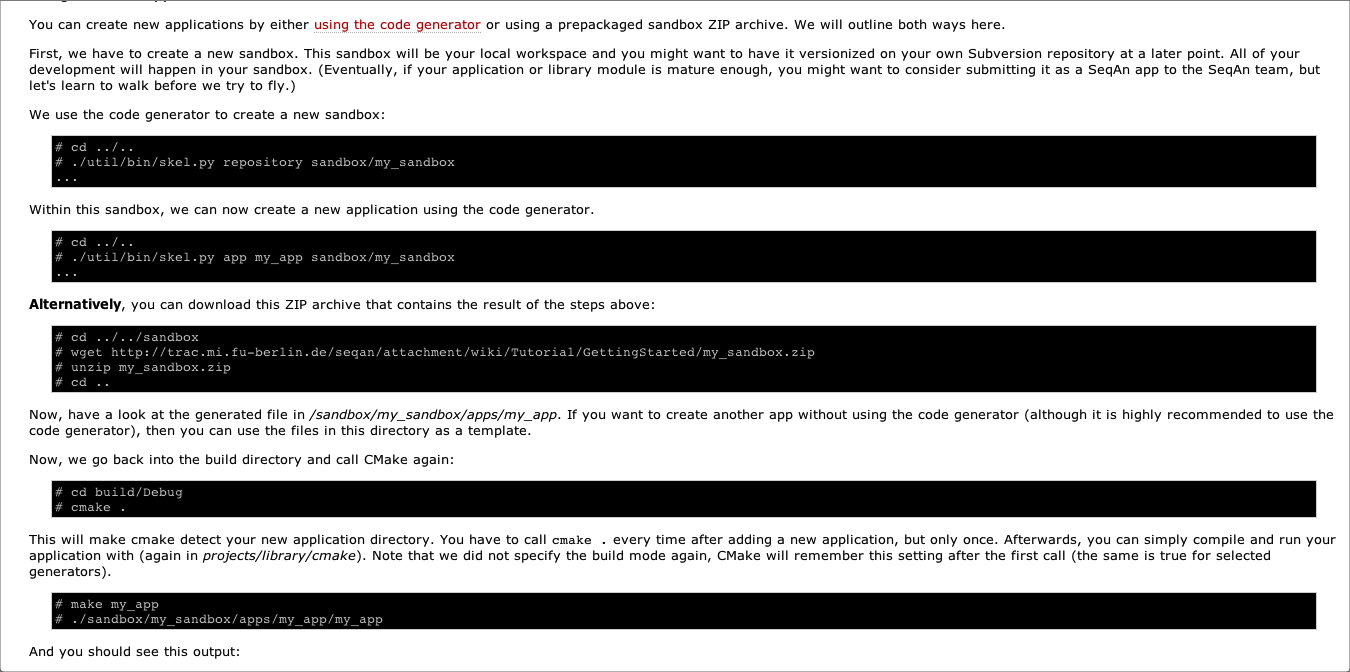 You can create new applications by either using the code generator or using a prepackaged sandbox ZIP archive. We will outline both ways here.
First, we have to create a new sandbox. This sandbox will be your local workspace and you might want to have it versionized on your own Subversion repository at a later point. All of your
development will happen in your sandbox. (Eventually, if your application or library module is mature enough, you might want to consider submitting it as a SeqAn app to the SeqAn team, but
let's learn to walk before we try to fly.)
We use the code generator to create a new sandbox:
# cd ../..
# ./util/bin/skel.py repository sandbox/my_sandbox
...
Within this sandbox, we can now create a new application using the code generator.
# cd ../..
# ./util/bin/skel.py app my_app sandbox/my_sandbox
...
Alternatively, you can download this ZIP archive that contains the result of the steps above:
# cd ../../sandbox
# wget http://trac.mi.fu-berlin.de/seqan/attachment/wiki/Tutorial/GettingStarted/my_sandbox.zip
# unzip my_sandbox.zip
# cd ..
Now, have a look at the generated file in /sandbox/my_sandbox/apps/my_app. If you want to create another app without using the code generator (although it is highly recommended to use the
code generator), then you can use the files in this directory as a template.
Now, we go back into the build directory and call CMake again:
# cd build/Debug
# cmake .
This will make cmake detect your new application directory. You have to call cmake . every time after adding a new application, but only once. Afterwards, you can simply compile and run your
application with (again in projects/library/cmake). Note that we did not specify the build mode again, CMake will remember this setting after the first call (the same is true for selected
generators).
# make my_app
# ./sandbox/my_sandbox/apps/my_app/my_app
And you should see this output: